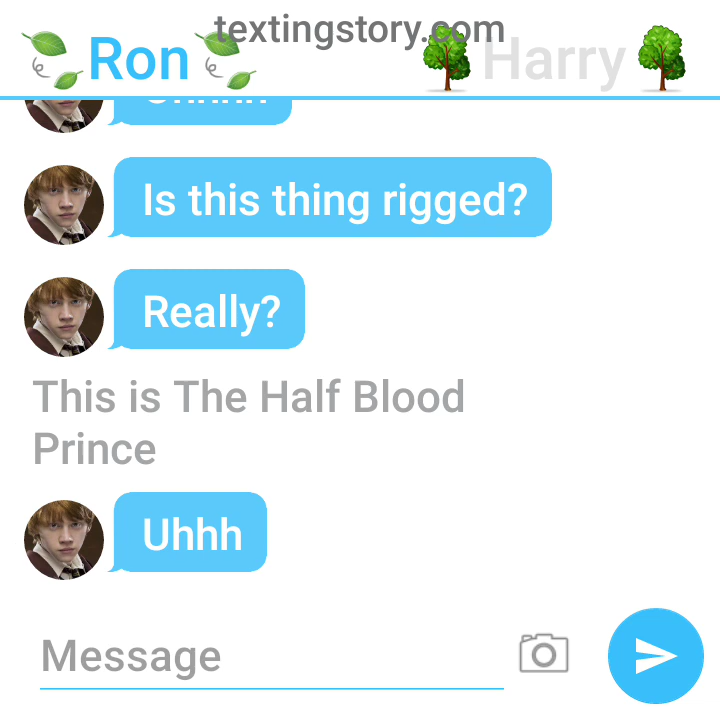 textingstory.com
Ron Harry
Is this thing rigged?
Really?
This is The Half Blood
Prince
Uhhh
Message